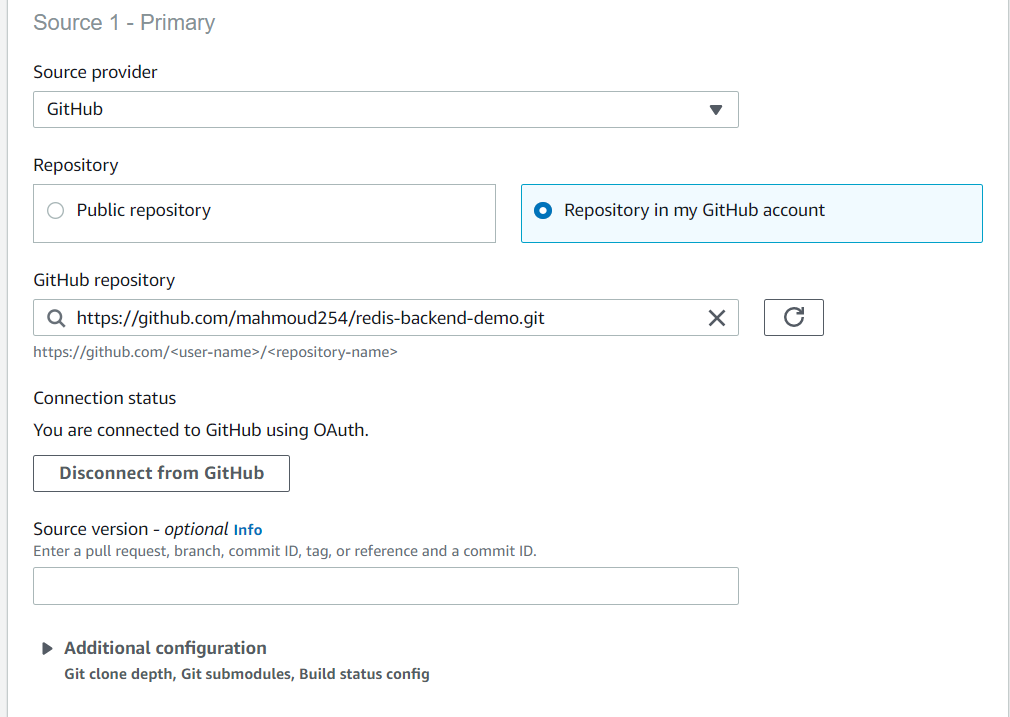 Source 1 - Primary
Source provider
GitHub
Repository
Public repository
Repository in my GitHub account
GitHub repository
https://github.com/mahmoud254/redis-backend-demo.git
https://github.com/<user-name>/<repository-name>
Connection status
You are connected to GitHub using OAuth.
Disconnect from GitHub
Source version - optional Info
Enter a pull request, branch, commit ID, tag, or reference and a commit ID.
Additional configuration
Git clone depth, Git submodules, Build status config